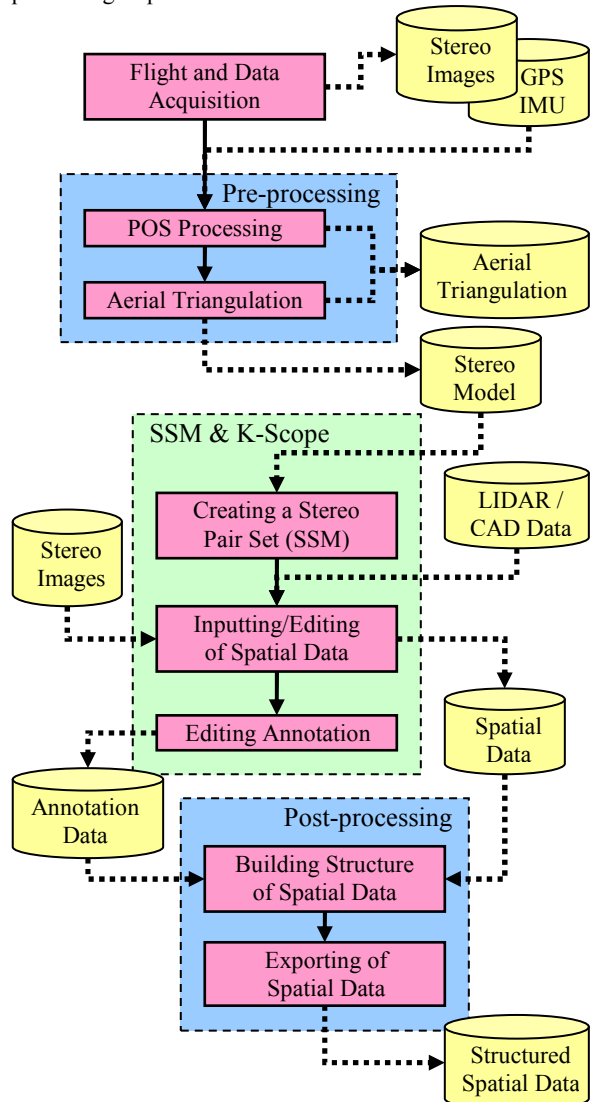 Flight and Data
Acquisition
Stereo
Images
GPS
IMU
Pre-processing
POS Processing
Aerial Triangulation
Aerial
Triangulation
Stereo
Model
SSM & K-Scope
Creating a Stereo
Pair Set (SSM)
LIDAR /
CAD Data
Stereo
Images
Inputting/Editing
of Spatial Data
Editing Annotation
Spatial
Data
Annotation
Data
Post-processing
Building Structure
of Spatial Data
Exporting of
Spatial Data
Structured
Spatial Data